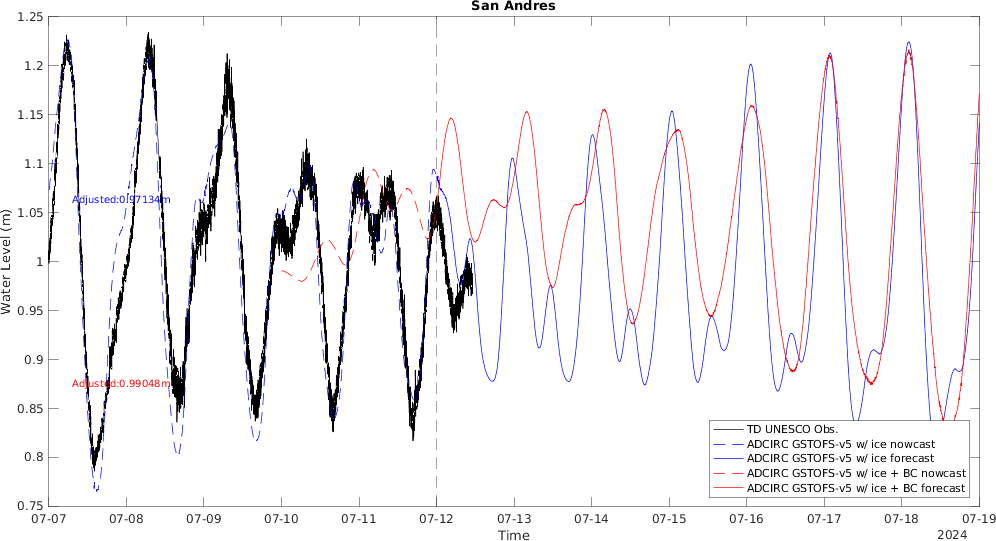 San Andres
1.25
1.2
1.15
1.1
1.05
1
0.95
0.9
0.85
0.8
0.75
Water Level (m)
Adjusted:0.97134m
Adjusted:0.99048m
TD UNESCO Obs.
ADCIRC GSTOFS-v5 w/ ice nowcast
ADCIRC GSTOFS-v5 w/ ice forecast
ADCIRC GSTOFS-v5 w/ ice + BC nowcast
ADCIRC GSTOFS-v5 w/ ice + BC forecast
07-07 07-08 07-09 07-10 07-11 07-12 07-13 07-14 07-15 07-16 07-17 07-18 07-19
Time
2024